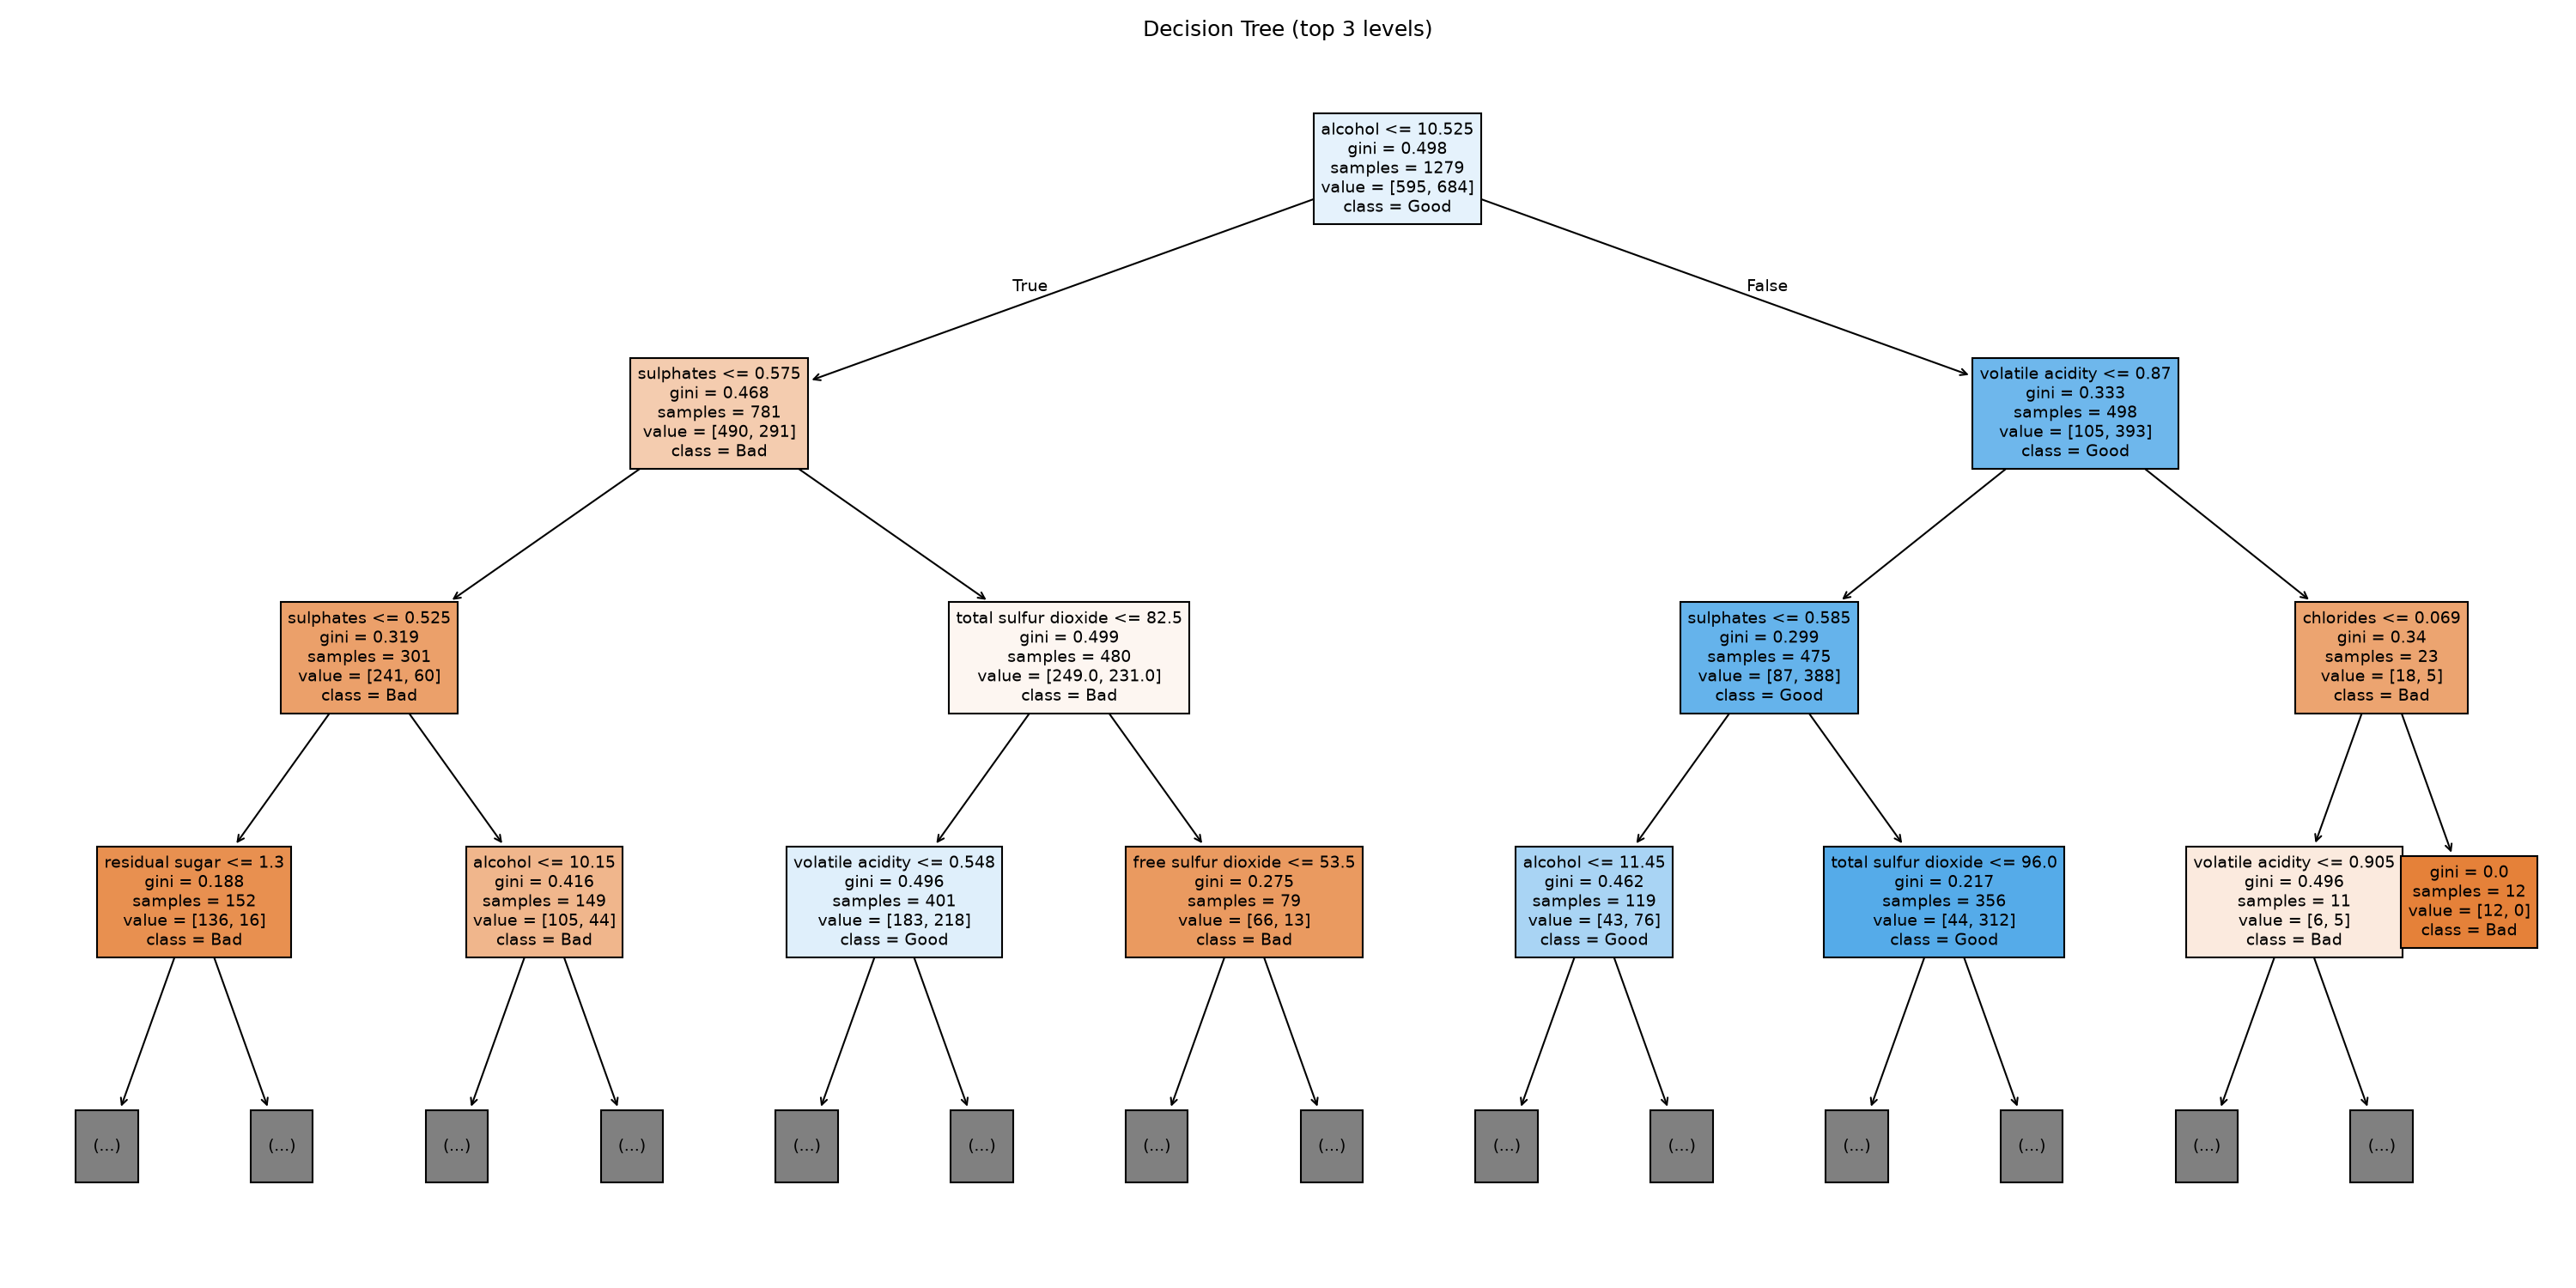 Decision Tree (top 3 levels)
alcohol <= 10.525
gini = 0.498
samples = 1279
value = [595, 684]
class = Good
True
False
sulphates <= 0.575
gini = 0.468
samples = 781
value = [490, 291]
class = Bad
volatile acidity <= 0.87
gini = 0.333
samples = 498
value = [105, 393]
class = Good
sulphates <= 0.525
gini = 0.319
samples = 301
value = [241, 60]
class = Bad
total sulfur dioxide <= 82.5
gini = 0.499
samples = 480
value = [249.0, 231.0]
class = Bad
sulphates <= 0.585
gini = 0.299
samples = 475
value = [87, 388]
class = Good
chlorides <= 0.069
gini = 0.34
samples = 23
value = [18, 5]
class = Bad
residual sugar <= 1.3
gini = 0.188
samples = 152
value = [136, 16]
class = Bad
alcohol <= 10.15
gini = 0.416
samples = 149
value = [105, 44]
class = Bad
volatile acidity <= 0.548
gini = 0.496
samples = 401
value = [183, 218]
class = Good
free sulfur dioxide <= 53.5
gini = 0.275
samples = 79
value = [66, 13]
class = Bad
alcohol <= 11.45
gini = 0.462
samples = 119
value = [43, 76]
class = Good
total sulfur dioxide <= 96.0
gini = 0.217
samples = 356
value = [44, 312]
class = Good
volatile acidity <= 0.905
gini = 0.496
samples = 11
value = [6, 5]
class = Bad
gini = 0.0
samples = 12
value = [12, 0]
class = Bad
(...)
(...)
(...)
(...)
(...)
(...)
(...)
(...)
(...)
(...)
(...)
(...)
(...)
(...)